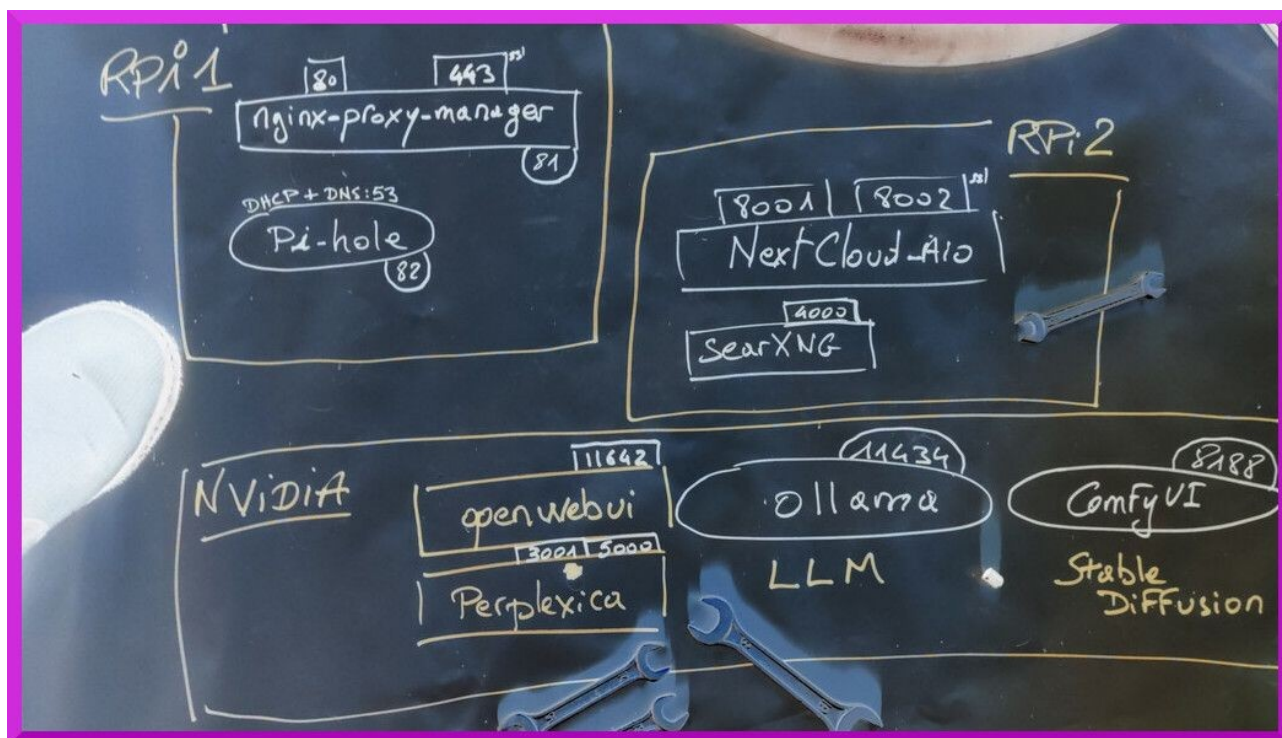 RPi1
80 443 ssl
nginx-proxy-manager
81
DHCP + DNS:53
Pi-hole
82
RPi2
8001 8002 ssl
NextCloud-Aio
4000
SearXNG
NViDiA
11642
openwebui
3001 5000
Perplexica
11434
ollama
LLM
8188
ComfyUI
Stable
Diffusion